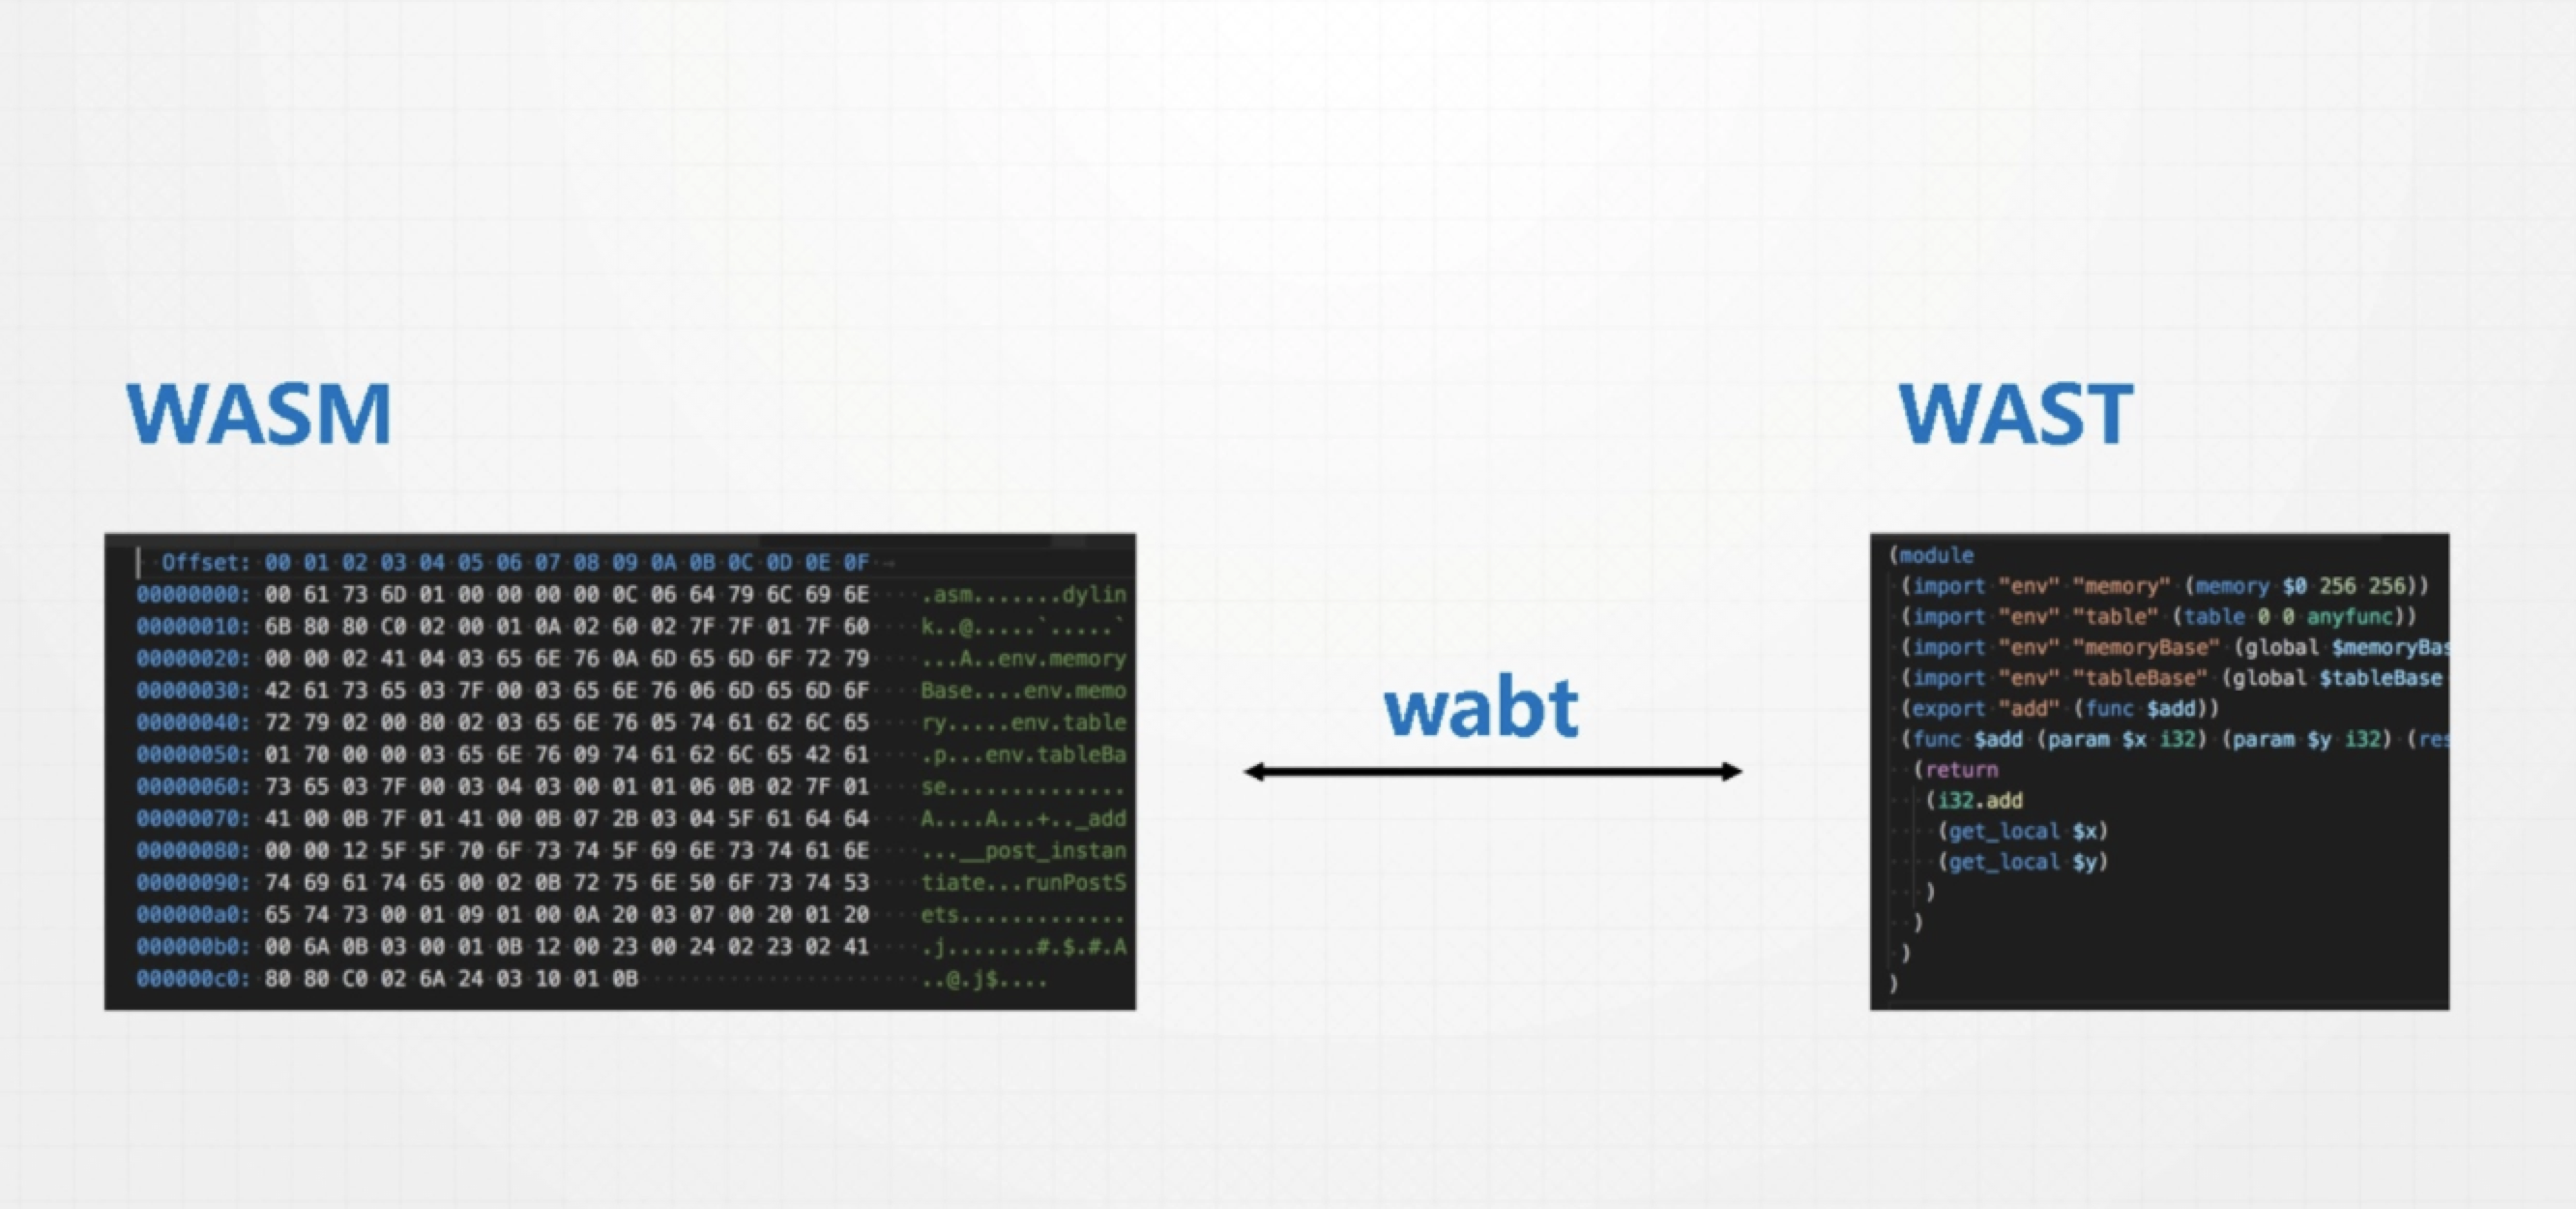 WASM
Offset: 00 01 02 03 04 05 06 07 08 09 0A 0B 0C 0D 0E 0F
00000000: 00 61 73 6D 01 00 00 00 00 0C 06 64 79 6C 69 6E .asm.......dylin
00000010: 6B 80 80 C0 02 00 01 0A 02 60 02 7F 7F 01 7F 60 k..@.....`.....`
00000020: 00 00 02 41 04 03 65 6E 76 0A 6D 65 6D 6F 72 79 ...A..env.memory
00000030: 42 61 73 65 03 7F 00 03 65 6E 76 06 6D 65 6D 6F Base....env.memo
00000040: 72 79 02 00 80 02 03 65 6E 76 05 74 61 62 6C 65 ry.....env.table
00000050: 01 70 00 00 03 65 6E 76 09 74 61 62 6C 65 42 61 .p...env.tableBa
00000060: 73 65 03 7F 00 03 04 03 00 01 01 06 0B 02 7F 01 se..............
00000070: 41 00 0B 7F 01 41 00 0B 07 2B 03 04 5F 61 64 64 A....A...+.._add
00000080: 00 00 12 5F 5F 70 6F 73 74 5F 69 6E 73 74 61 6E ...__post_instan
00000090: 74 69 61 74 65 00 02 0B 72 75 6E 50 6F 73 74 53 tiate...runPostS
000000a0: 65 74 73 00 01 09 01 00 0A 20 03 07 00 20 01 20 ets.............
000000b0: 00 6A 0B 03 00 01 0B 12 00 23 00 24 02 23 02 41 .j.......#.$.#.A
000000c0: 80 80 C0 02 6A 24 03 10 01 0B ..@.j$....
wabt
WAST
(module
(import "env" "memory" (memory $0 256 256))
(import "env" "table" (table 0 0 anyfunc))
(import "env" "memoryBase" (global $memoryBas
(import "env" "tableBase" (global $tableBase
(export "add" (func $add))
(func $add (param $x i32) (param $y i32) (res
(return
(i32.add
(get_local $x)
(get_local $y)
)
)
)
)